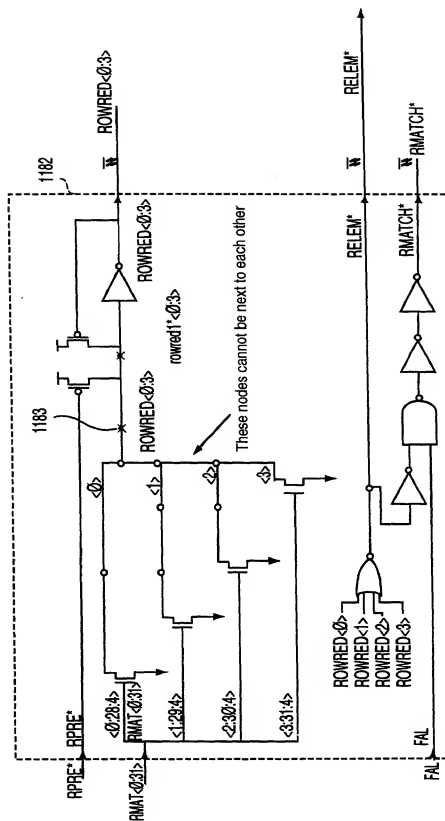 1182
RPRE*
RPRE*
1183
ROWRED<0:3>
rowred1*<0:3>
ROWRED<0:3>
ROWRED<0:3>
RMAT<0:31>
<0:28:4>
RMAT<0:31>
<1:29:4>
<2:30:4>
<3:31:4>
<0>
<1>
<2>
<3>
These nodes cannot be next to each other
ROWRED<0>
ROWRED<1>
ROWRED<2>
ROWRED<3>
RELEM*
RELEM*
FAL
FAL
RMATCH*
RMATCH*